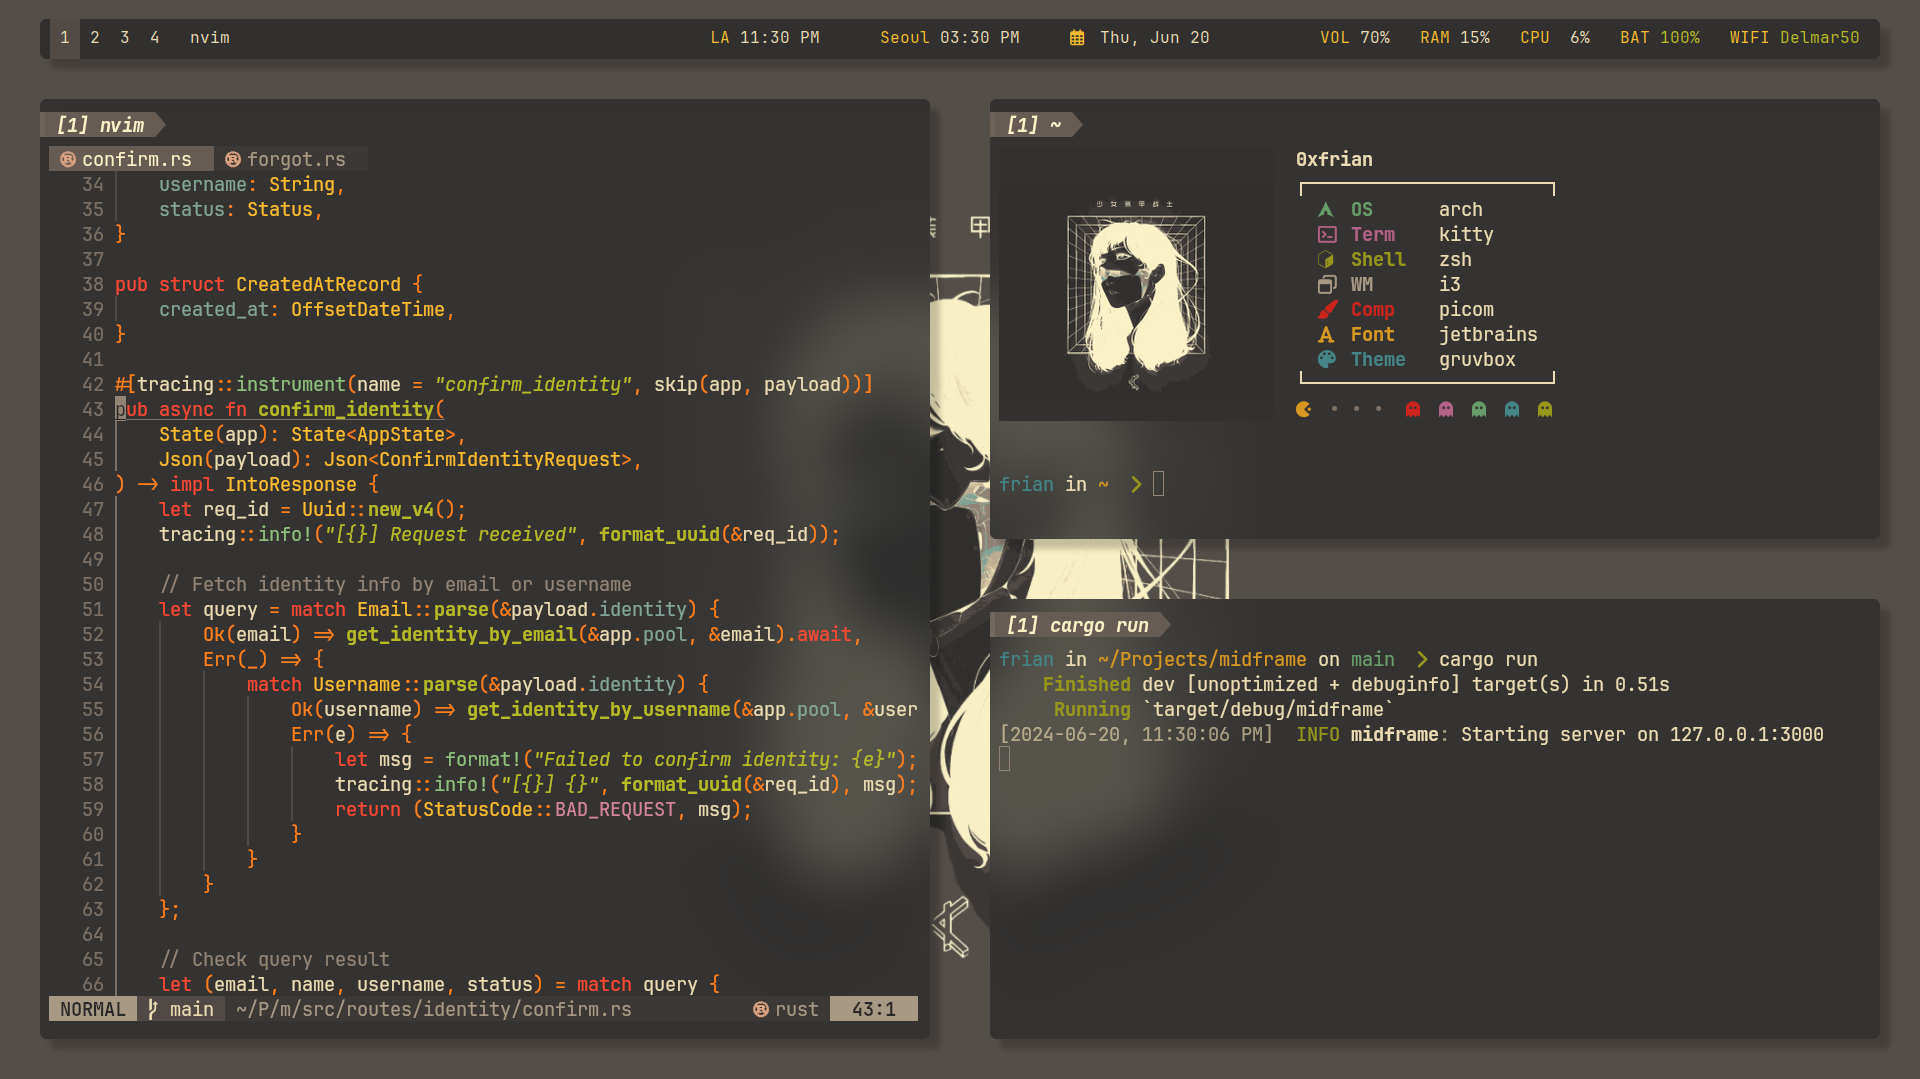 1 2 3 4 nvim LA 11:30 PM Seoul 03:30 PM Thu, Jun 20 VOL 70% RAM 15% CPU 6% BAT 100% WIFI Delmar50
[1] nvim
confirm.rs forgot.rs
34 username: String,
35 status: Status,
36 }
37
38 pub struct CreatedAtRecord {
39 created_at: OffsetDateTime,
40 }
41
42 #[tracing::instrument(name = "confirm_identity", skip(app, payload))]
43 pub async fn confirm_identity(
44 State(app): State<AppState>,
45 Json(payload): Json<ConfirmIdentityRequest>,
46 ) -> impl IntoResponse {
47 let req_id = Uuid::new_v4();
48 tracing::info!("[{}] Request received", format_uuid(&req_id));
49
50 // Fetch identity info by email or username
51 let query = match Email::parse(&payload.identity) {
52 Ok(email) => get_identity_by_email(&app.pool, &email).await,
53 Err(_) => {
54 match Username::parse(&payload.identity) {
55 Ok(username) => get_identity_by_username(&app.pool, &user
56 Err(e) => {
57 let msg = format!("Failed to confirm identity: {e}");
58 tracing::info!("[{}] {}", format_uuid(&req_id), msg);
59 return (StatusCode::BAD_REQUEST, msg);
60 }
61 }
62 }
63 };
64
65 // Check query result
66 let (email, name, username, status) = match query {
NORMAL main ~/P/m/src/routes/identity/confirm.rs rust 43:1
甲
[1] ~
少女機甲战士
0xfrian
OS arch
Term kitty
Shell zsh
WM i3
Comp picom
Font jetbrains
Theme gruvbox
frian in ~ ❯
[1] cargo run
frian in ~/Projects/midframe on main ❯ cargo run
Finished dev [unoptimized + debuginfo] target(s) in 0.51s
Running `target/debug/midframe`
[2024-06-20, 11:30:06 PM] INFO midframe: Starting server on 127.0.0.1:3000